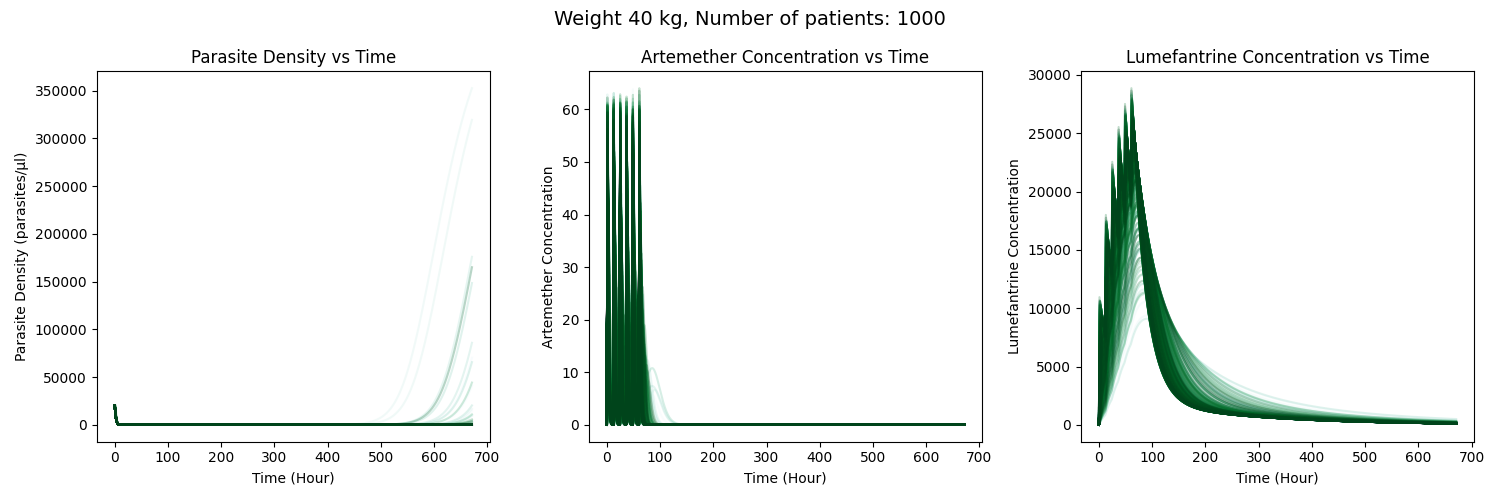 Weight 40 kg, Number of patients: 1000
Parasite Density vs Time
Parasite Density (parasites/µl)
350000
300000
250000
200000
150000
100000
50000
0
0 100 200 300 400 500 600 700
Time (Hour)
Artemether Concentration vs Time
Artemether Concentration
60
50
40
30
20
10
0
0 100 200 300 400 500 600 700
Time (Hour)
Lumefantrine Concentration vs Time
Lumefantrine Concentration
30000
25000
20000
15000
10000
5000
0
0 100 200 300 400 500 600 700
Time (Hour)